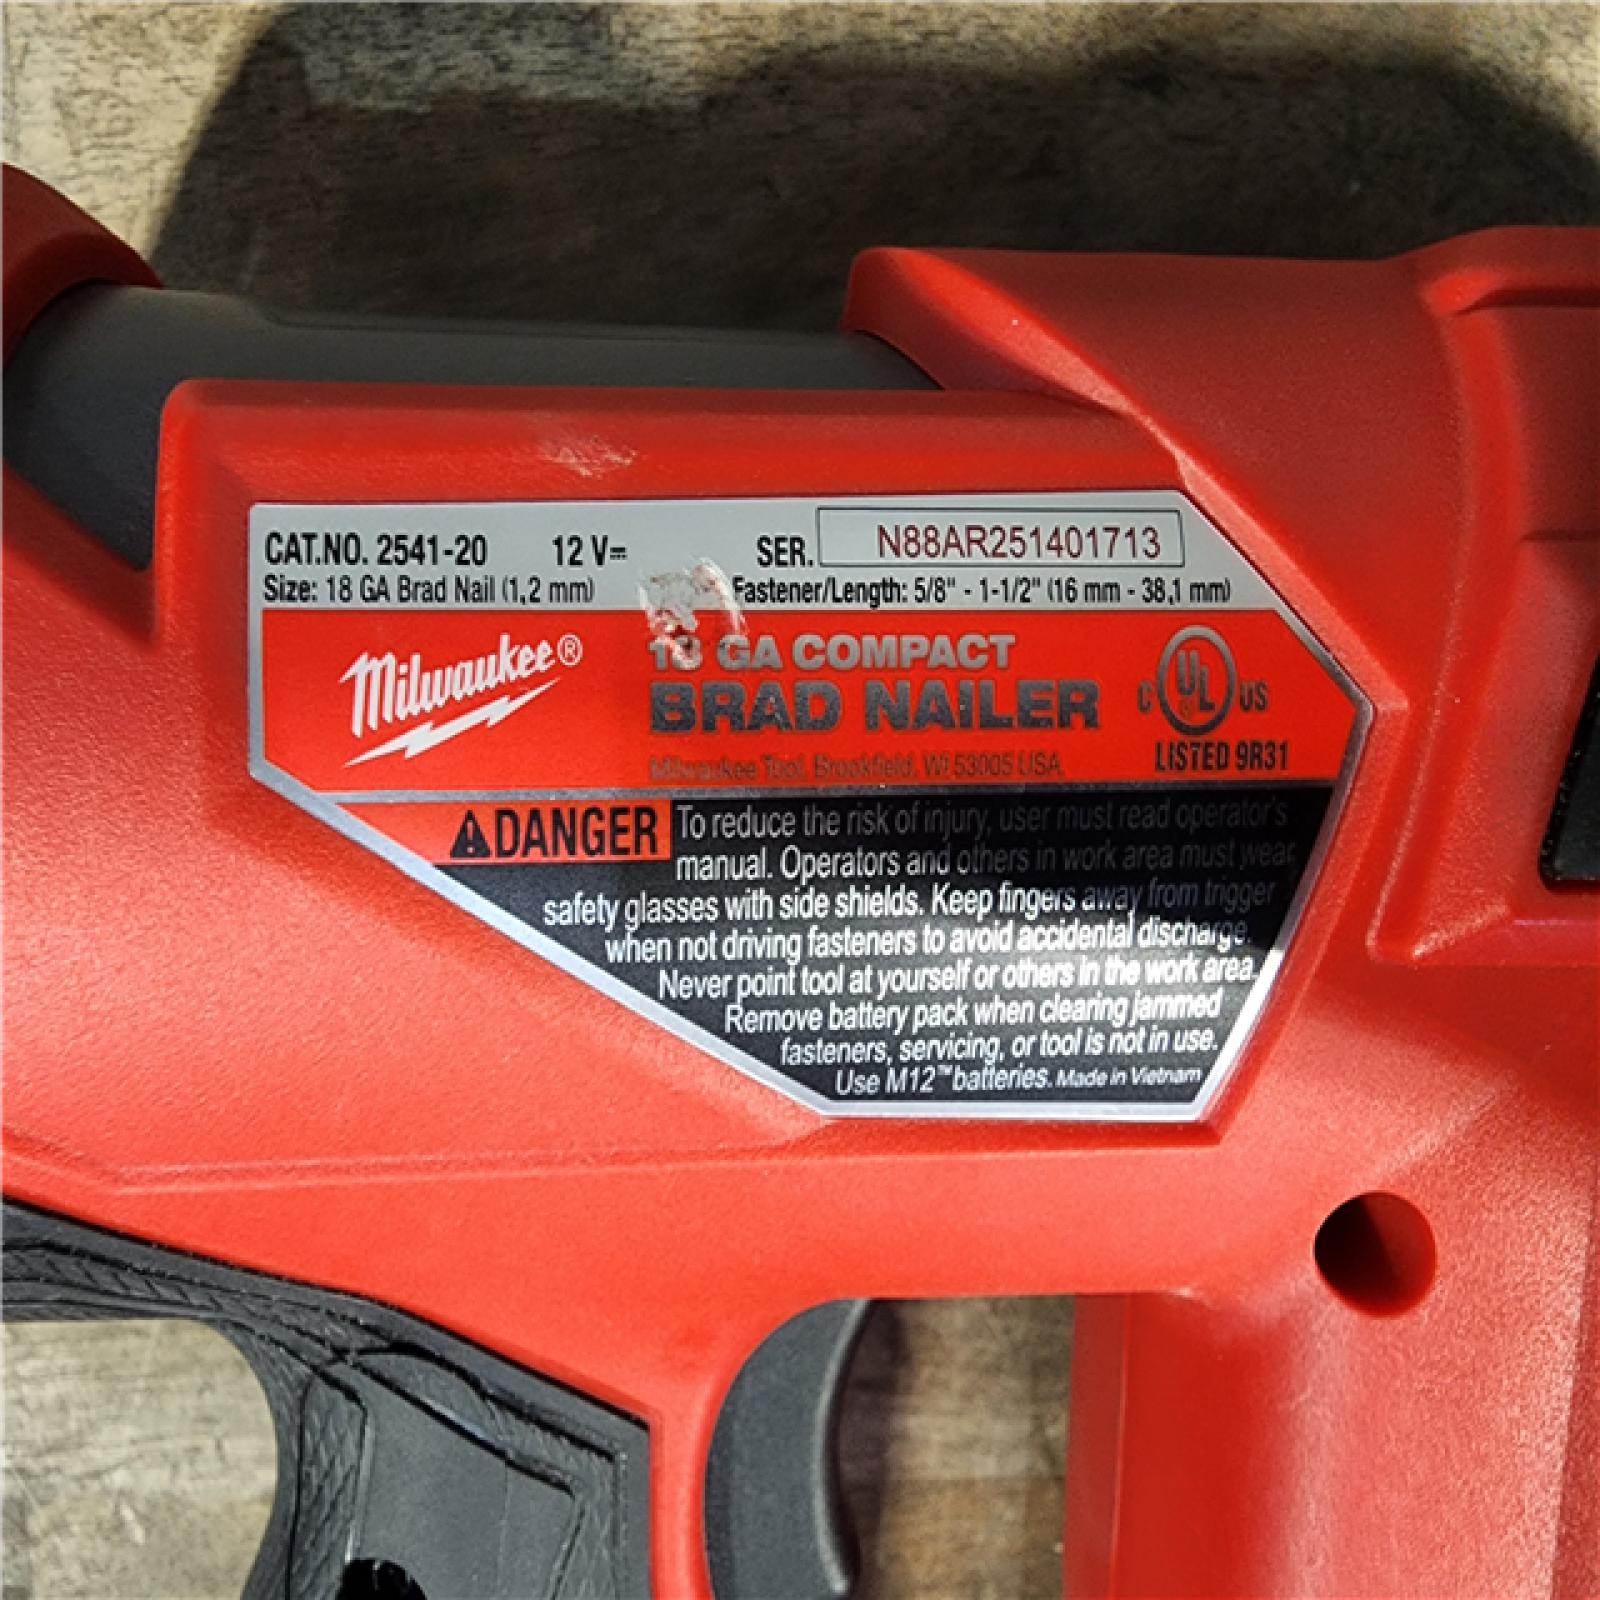 CAT.NO. 2541-20 12 V⎓ SER. N88AR251401713
Size: 18 GA Brad Nail (1,2 mm) Fastener/Length: 5/8" - 1-1/2" (16 mm - 38,1 mm)
Milwaukee®
18 GA COMPACT
BRAD NAILER
Milwaukee Tool, Brookfield, WI 53005 USA
C UL US
LISTED 9R31
⚠DANGER To reduce the risk of injury, user must read operator's
manual. Operators and others in work area must wear
safety glasses with side shields. Keep fingers away from trigger
when not driving fasteners to avoid accidental discharge.
Never point tool at yourself or others in the work area.
Remove battery pack when clearing jammed
fasteners, servicing, or tool is not in use.
Use M12™ batteries. Made in Vietnam